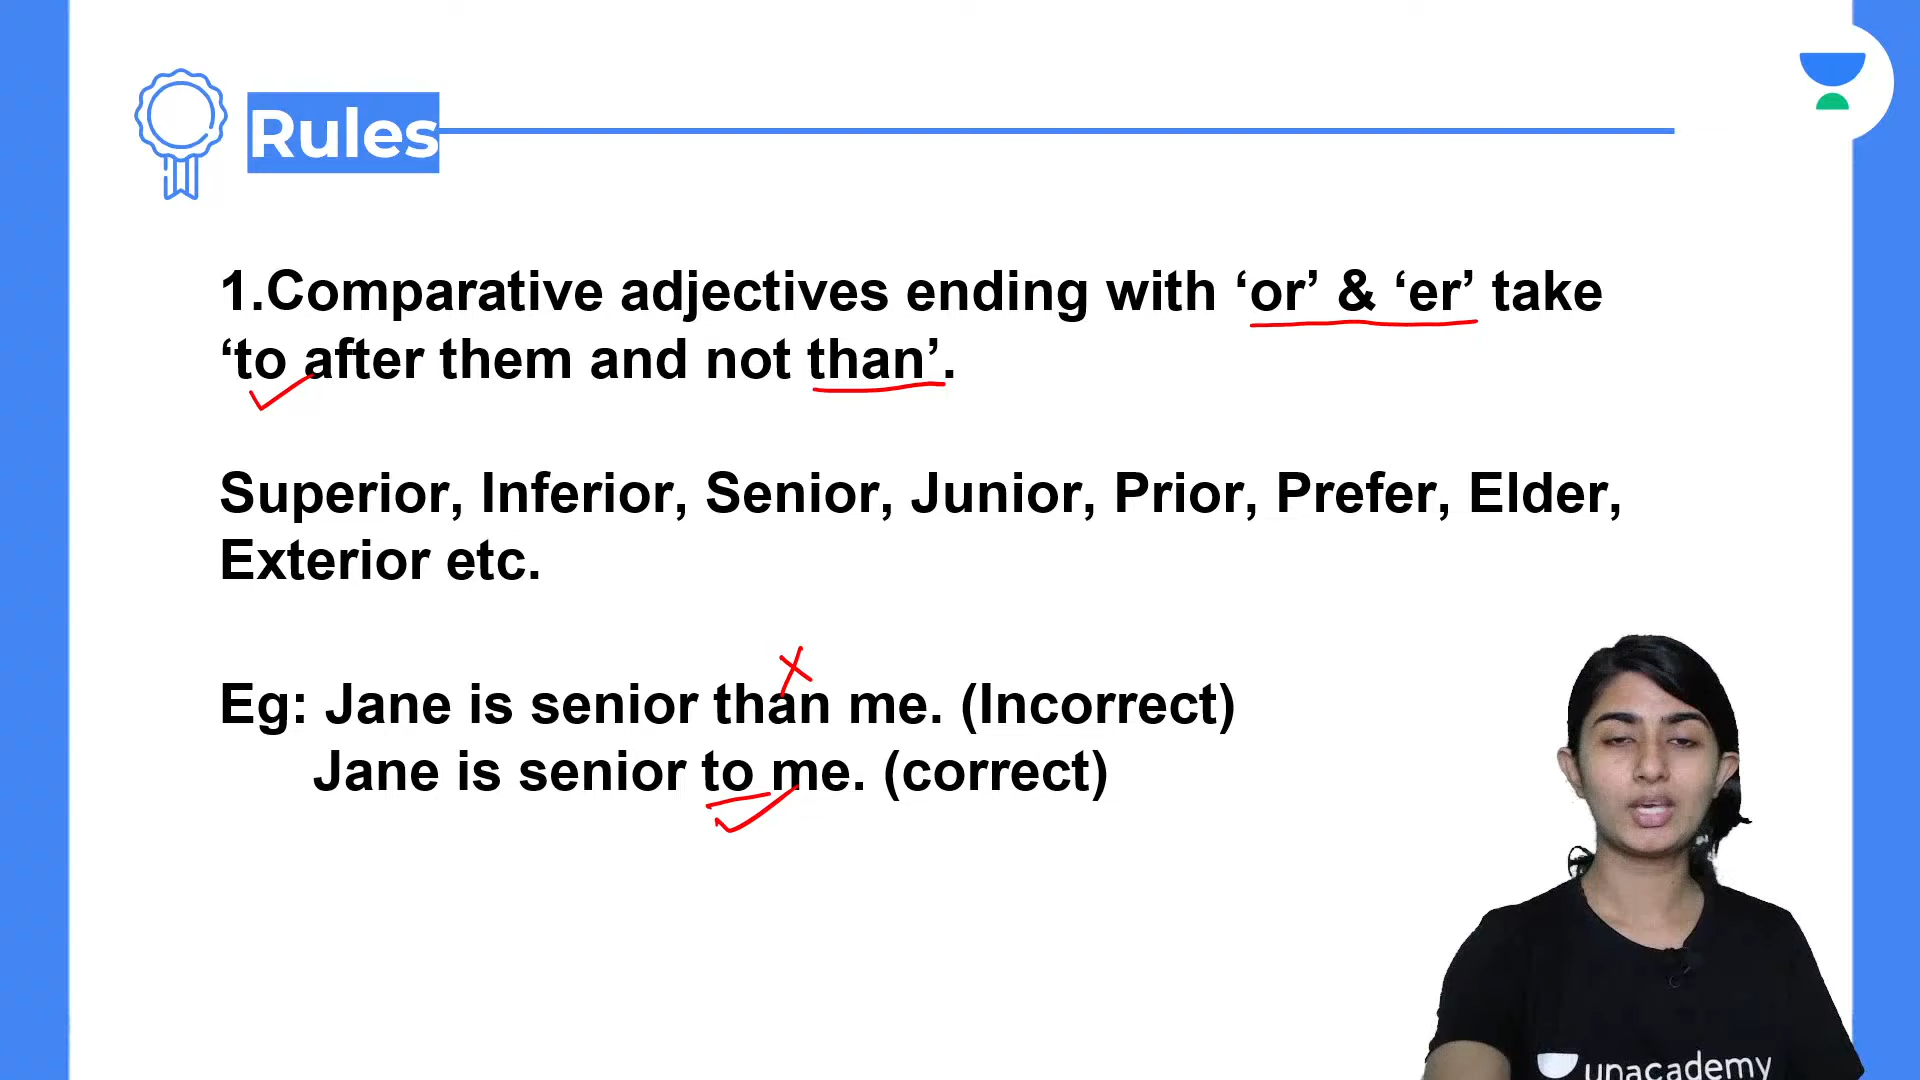 Rules
1.Comparative adjectives ending with ‘or’ & ‘er’ take
‘to after them and not than’.
Superior, Inferior, Senior, Junior, Prior, Prefer, Elder,
Exterior etc.
Eg: Jane is senior than me. (Incorrect)
Jane is senior to me. (correct)
unacademy